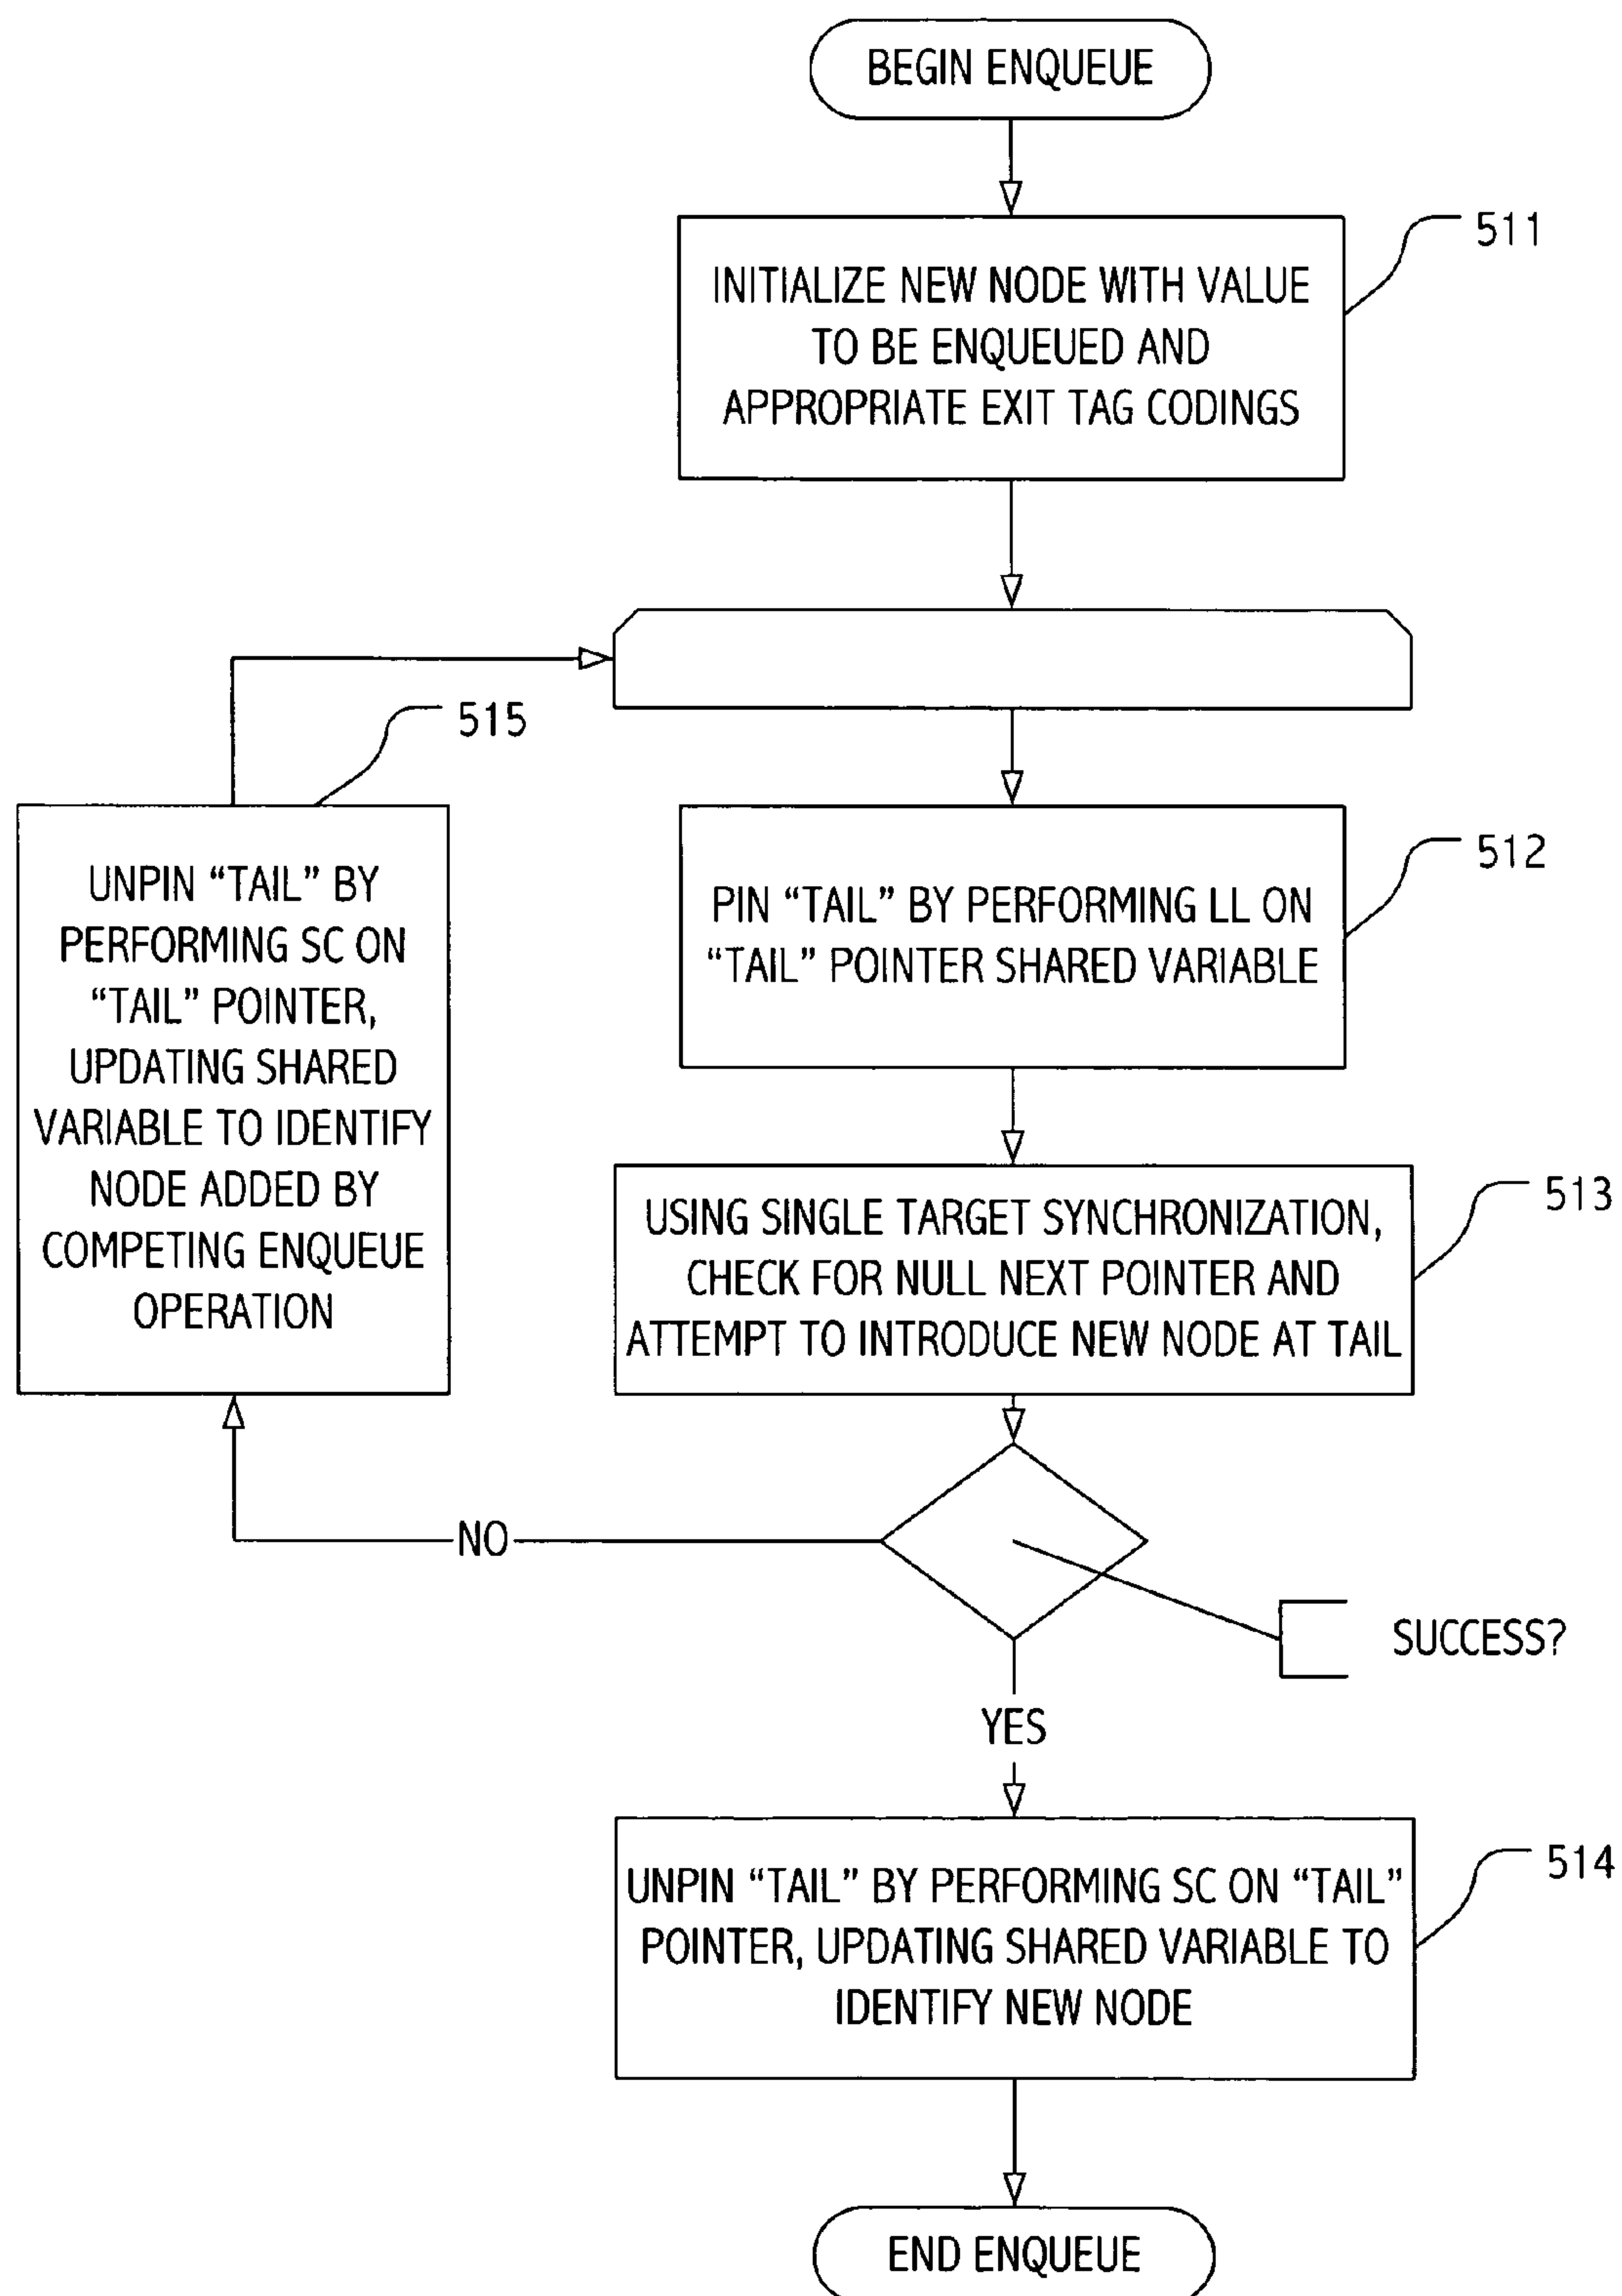 BEGIN ENQUEUE
511
INITIALIZE NEW NODE WITH VALUE
TO BE ENQUEUED AND
APPROPRIATE EXIT TAG CODINGS
515
UNPIN “TAIL” BY
PERFORMING SC ON
“TAIL” POINTER,
UPDATING SHARED
VARIABLE TO IDENTIFY
NODE ADDED BY
COMPETING ENQUEUE
OPERATION
512
PIN “TAIL” BY PERFORMING LL ON
“TAIL” POINTER SHARED VARIABLE
513
USING SINGLE TARGET SYNCHRONIZATION,
CHECK FOR NULL NEXT POINTER AND
ATTEMPT TO INTRODUCE NEW NODE AT TAIL
NO
SUCCESS?
YES
514
UNPIN “TAIL” BY PERFORMING SC ON “TAIL”
POINTER, UPDATING SHARED VARIABLE TO
IDENTIFY NEW NODE
END ENQUEUE